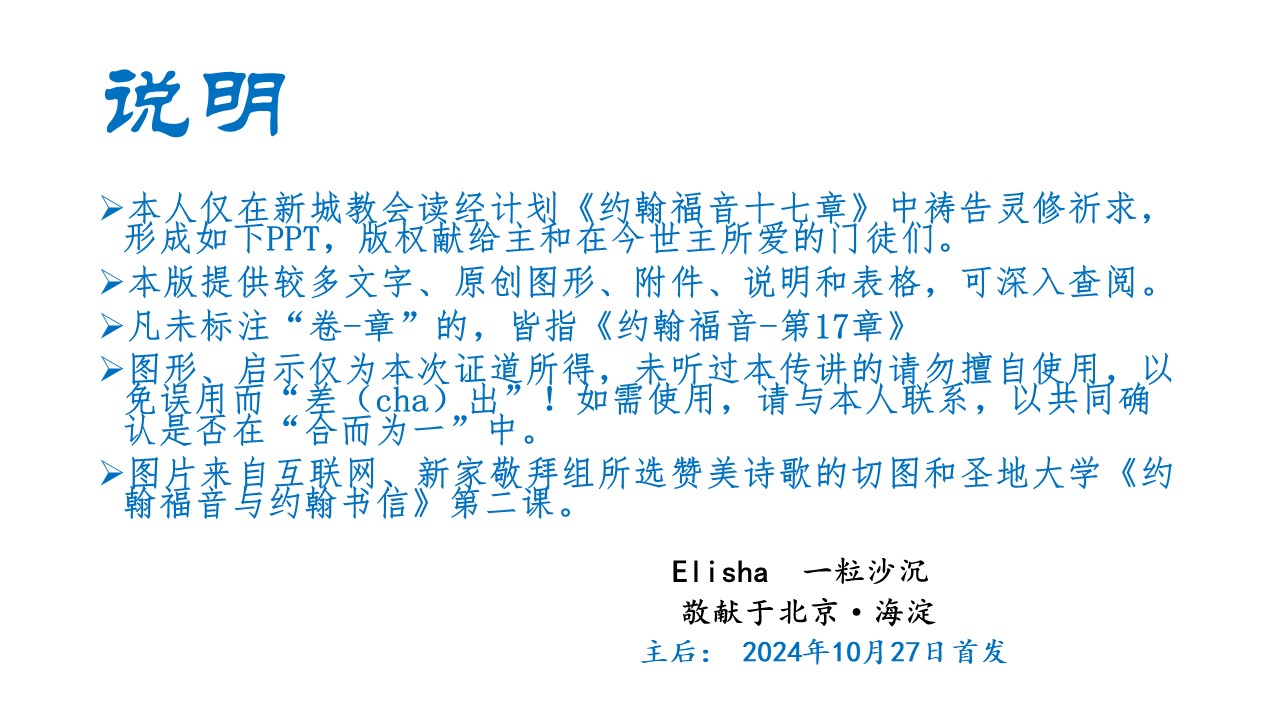 说明
➢本人仅在新城教会读经计划《约翰福音十七章》中祷告灵修祈求，
形成如下PPT，版权献给主和在今世主所爱的门徒们。
➢本版提供较多文字、原创图形、附件、说明和表格，可深入查阅。
➢凡未标注“卷-章”的，皆指《约翰福音-第17章》
➢图形、启示仅为本次证道所得，未听过本传讲的请勿擅自使用，以
免误用而“差（cha）出”！如需使用，请与本人联系，以共同确
认是否在“合而为一”中。
➢图片来自互联网、新家敬拜组所选赞美诗歌的切图和圣地大学《约
翰福音与约翰书信》第二课。
Elisha 一粒沙沉
敬献于北京·海淀
主后： 2024年10月27日首发